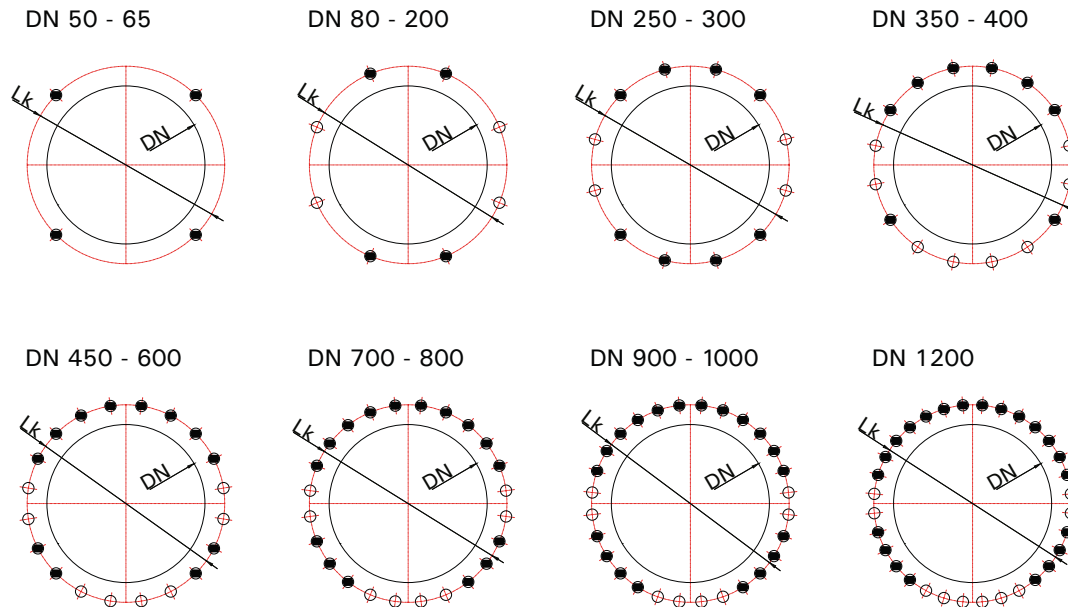 DN 50 - 65
DN 80 - 200
DN 250 - 300
DN 350 - 400
Lk
DN
Lk
DN
Lk
DN
Lk
DN
DN 450 - 600
DN 700 - 800
DN 900 - 1000
DN 1200
Lk
DN
Lk
DN
Lk
DN
Lk
DN